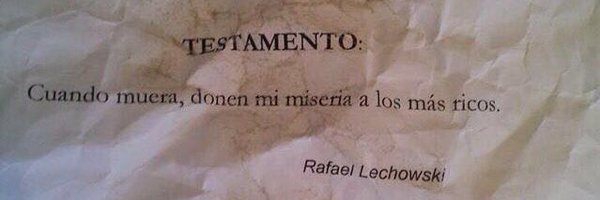 TESTAMENTO:
Cuando muera, donen mi miseria a los más ricos.
Rafael Lechowski